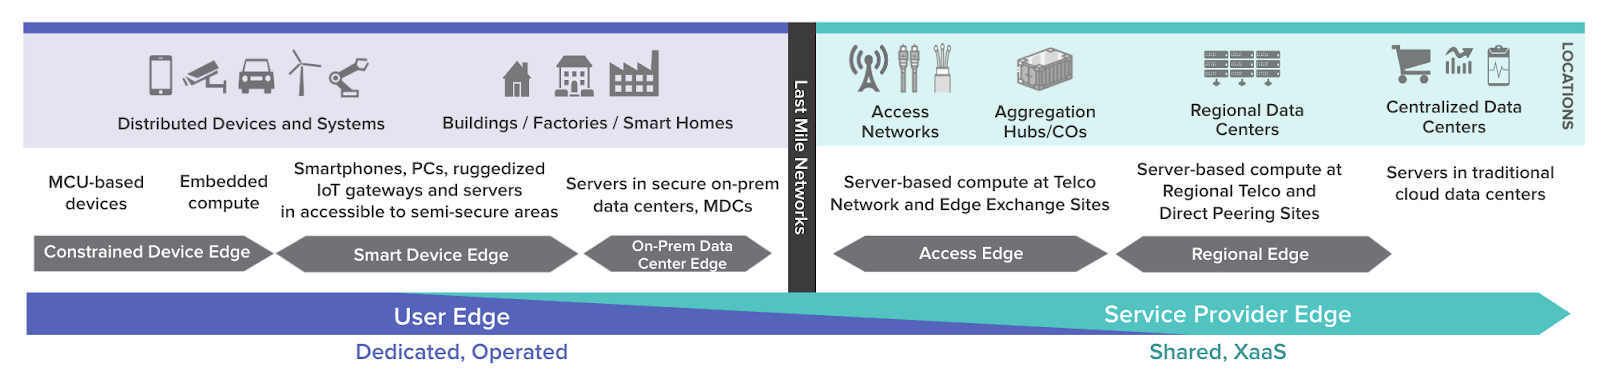 Distributed Devices and Systems
Buildings / Factories / Smart Homes
Last Mile Networks
Access
Networks
Aggregation
Hubs/COs
Regional Data
Centers
Centralized Data
Centers
LOCATIONS
MCU-based
devices
Embedded
compute
Smartphones, PCs, ruggedized
IoT gateways and servers
in accessible to semi-secure areas
Servers in secure on-prem
data centers, MDCs
Server-based compute at Telco
Network and Edge Exchange Sites
Server-based compute at
Regional Telco and
Direct Peering Sites
Servers in traditional
cloud data centers
Constrained Device Edge
Smart Device Edge
On-Prem Data
Center Edge
Access Edge
Regional Edge
User Edge
Service Provider Edge
Dedicated, Operated
Shared, XaaS